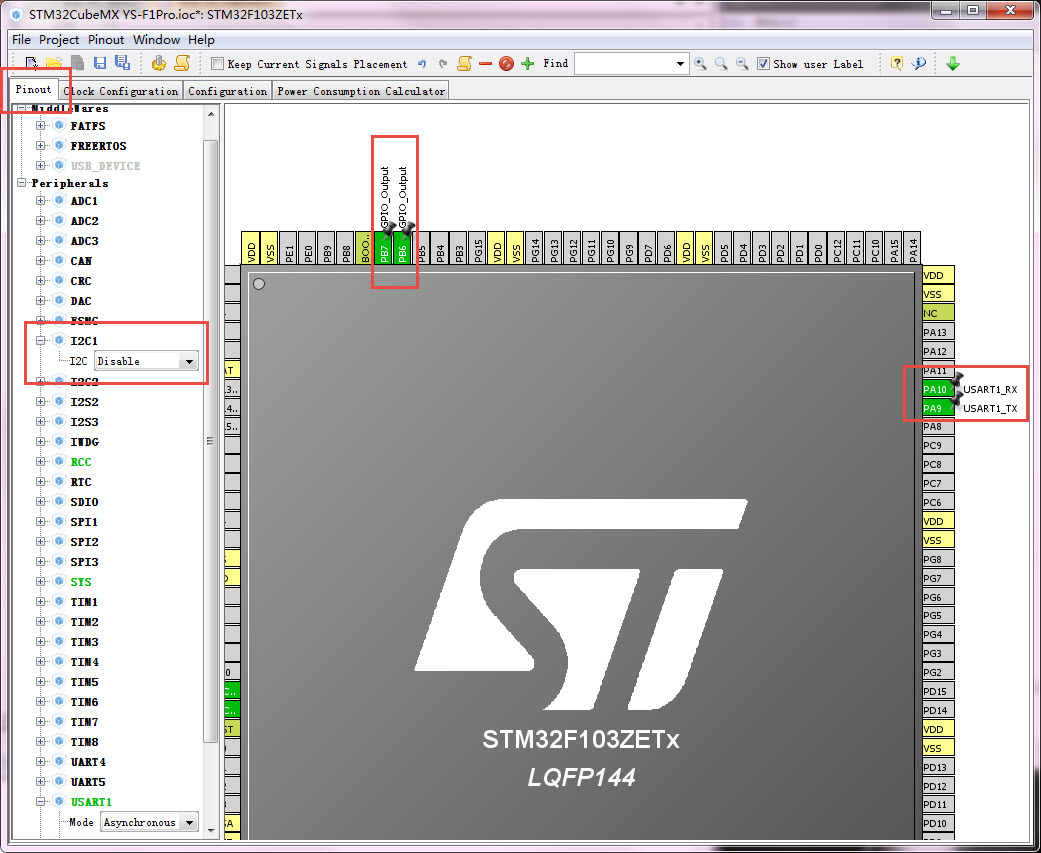 STM32CubeMX YS-F1Pro.ioc*: STM32F103ZETx
File Project Pinout Window Help
Keep Current Signals Placement
Find
Show user Label
Pinout
Clock Configuration
Configuration
Power Consumption Calculator
MiddleWares
FATFS
FREERTOS
USB_DEVICE
Peripherals
ADC1
ADC2
ADC3
CAN
CRC
DAC
FSMC
I2C1
I2C Disable
I2C2
I2S2
I2S3
IWDG
RCC
RTC
SDIO
SPI1
SPI2
SPI3
SYS
TIM1
TIM2
TIM3
TIM4
TIM5
TIM6
TIM7
TIM8
UART4
UART5
USART1
Mode Asynchronous
GPIO_Output
GPIO_Output
VDD
VSS
PE1
PE0
PB9
PB8
BOO..
PB7
PB6
PB5
PB4
PB3
PG15
VDD
VSS
PG14
PG13
PG12
PG11
PG10
PG9
PD7
PD6
VDD
VSS
PD5
PD4
PD3
PD2
PD1
PD0
PC12
PC11
PC10
PA15
PA14
VDD
VSS
NC
PA13
PA12
PA11
PA10 USART1_RX
PA9 USART1_TX
PA8
PC9
PC8
PC7
PC6
VDD
VSS
PG8
PG7
PG6
PG5
PG4
PG3
PG2
PD15
PD14
VDD
VSS
PD13
PD12
PD11
PD10
STM32F103ZETx
LQFP144